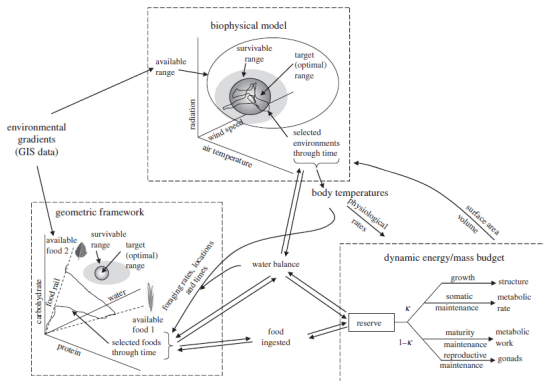 biophysical model
available
range
survivable
range
target
(optimal)
range
radiation
wind speed
air temperature
selected
environments
through time
environmental
gradients
(GIS data)
body temperatures
physiological
rates
surface area
volume
geometric framework
available
food 2
survivable
range
target
(optimal)
range
carbohydrate
food rail
water
protein
available
food 1
selected foods
through time
foraging rates, locations
and times
water balance
food
ingested
dynamic energy/mass budget
reserve
κ
1–κ
growth
structure
somatic
maintenance
metabolic
rate
maturity
maintenance
metabolic
work
reproductive
maintenance
gonads